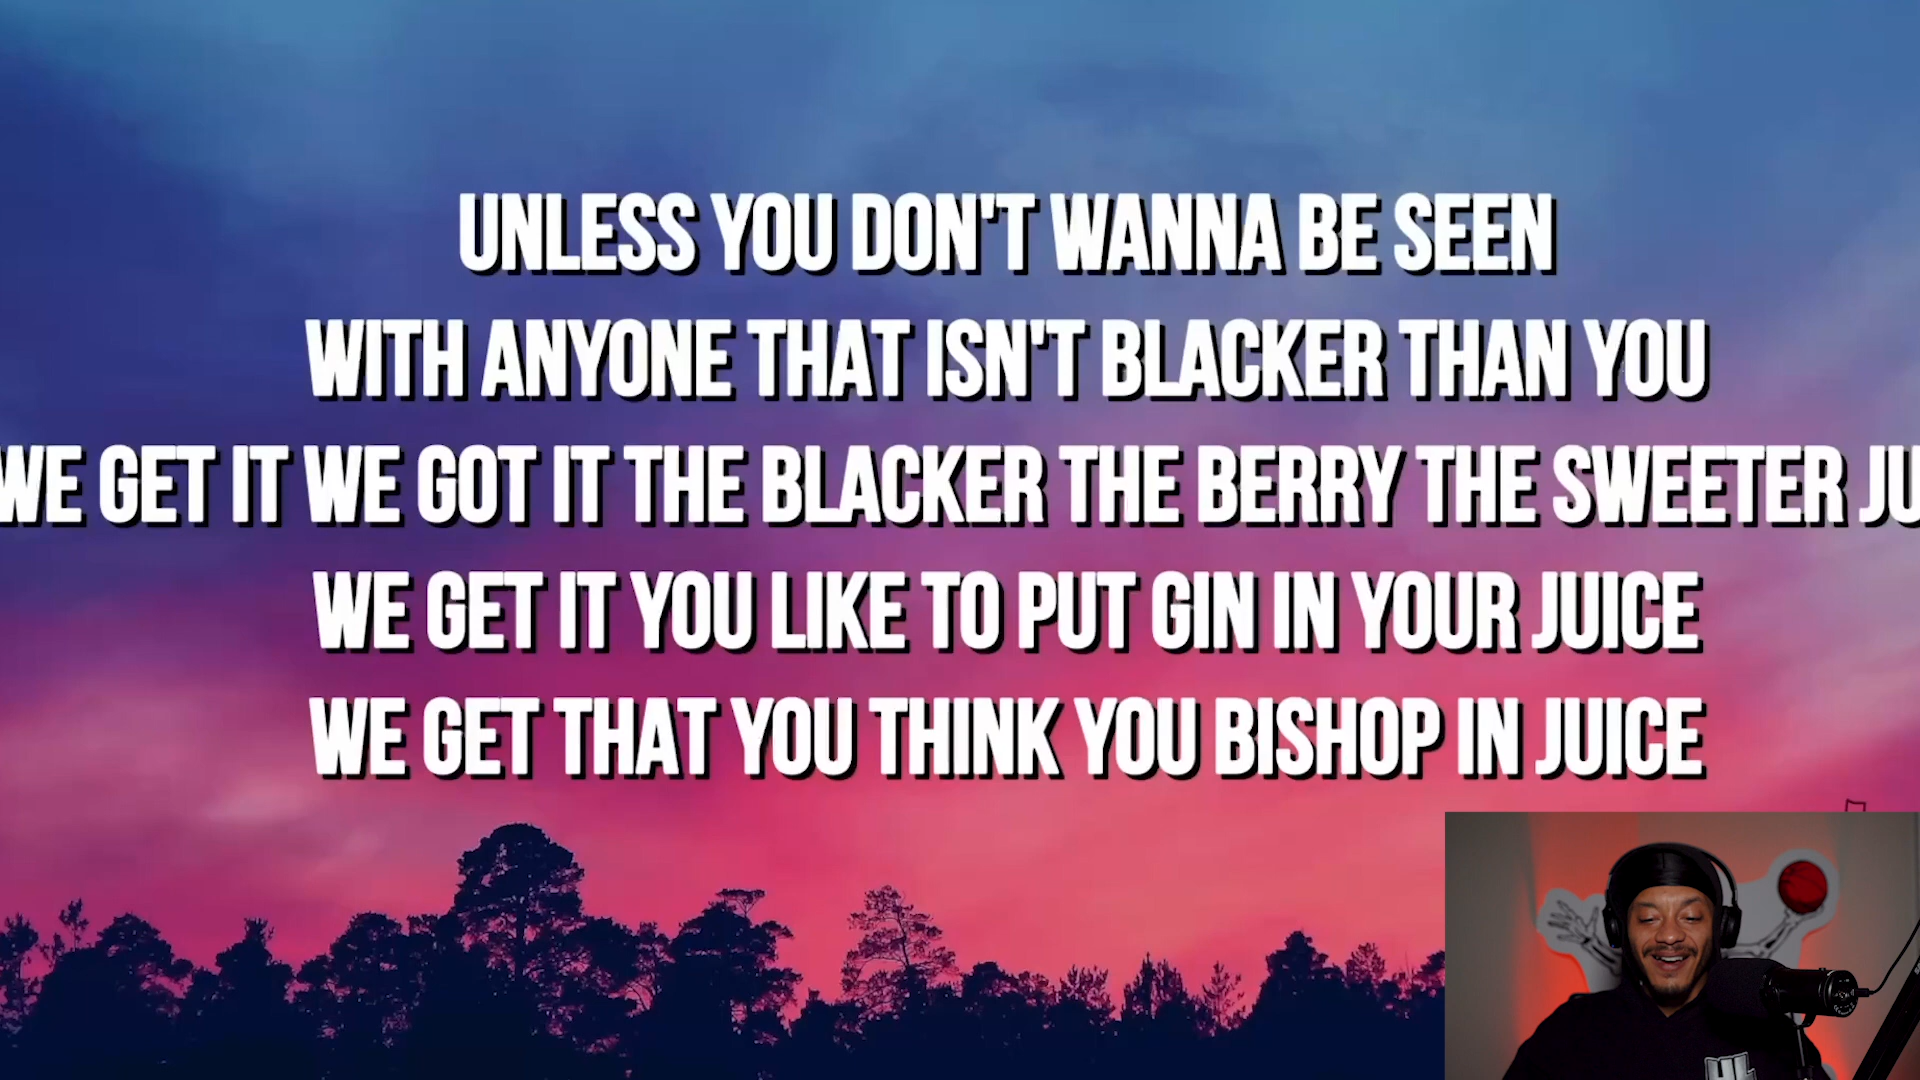 UNLESS YOU DON'T WANNA BE SEEN
WITH ANYONE THAT ISN'T BLACKER THAN YOU
WE GET IT WE GOT IT THE BLACKER THE BERRY THE SWEETER JU
WE GET IT YOU LIKE TO PUT GIN IN YOUR JUICE
WE GET THAT YOU THINK YOU BISHOP IN JUICE